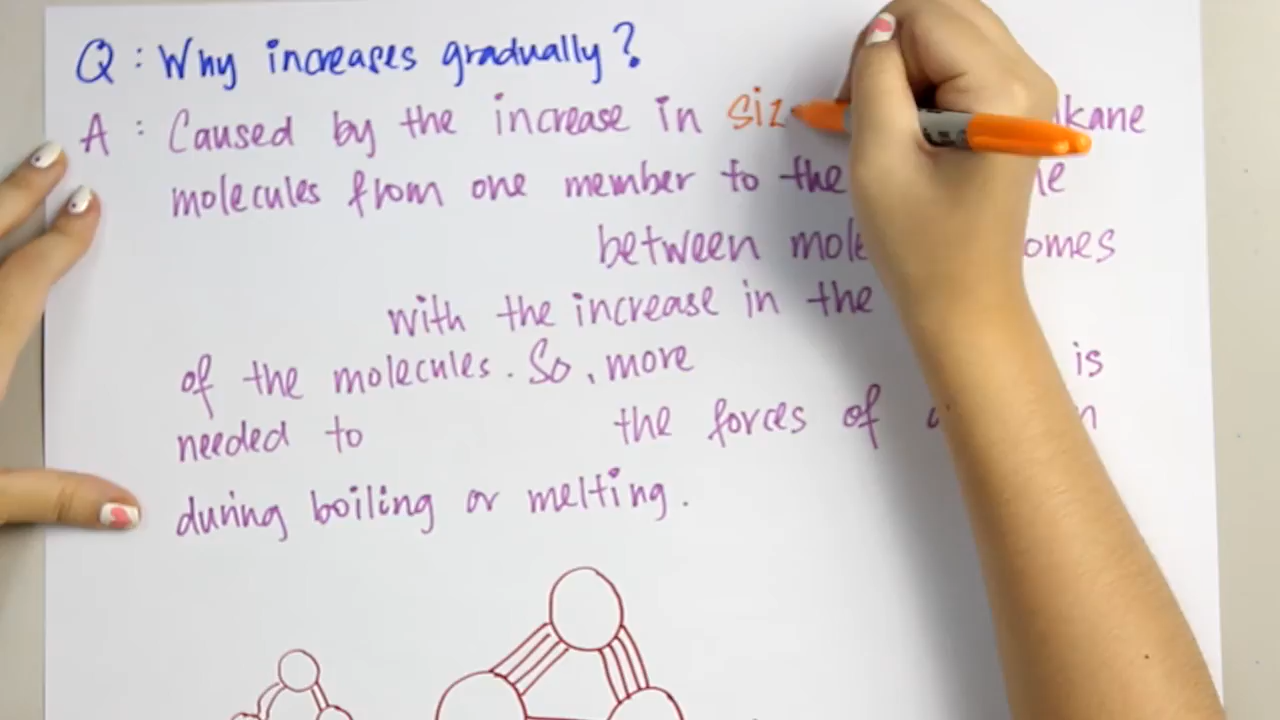 Q : Why increases gradually?
A : Caused by the increase in siz kane
molecules from one member to the
between mole omes
with the increase in the
of the molecules. So, more is
needed to the forces of
during boiling or melting.